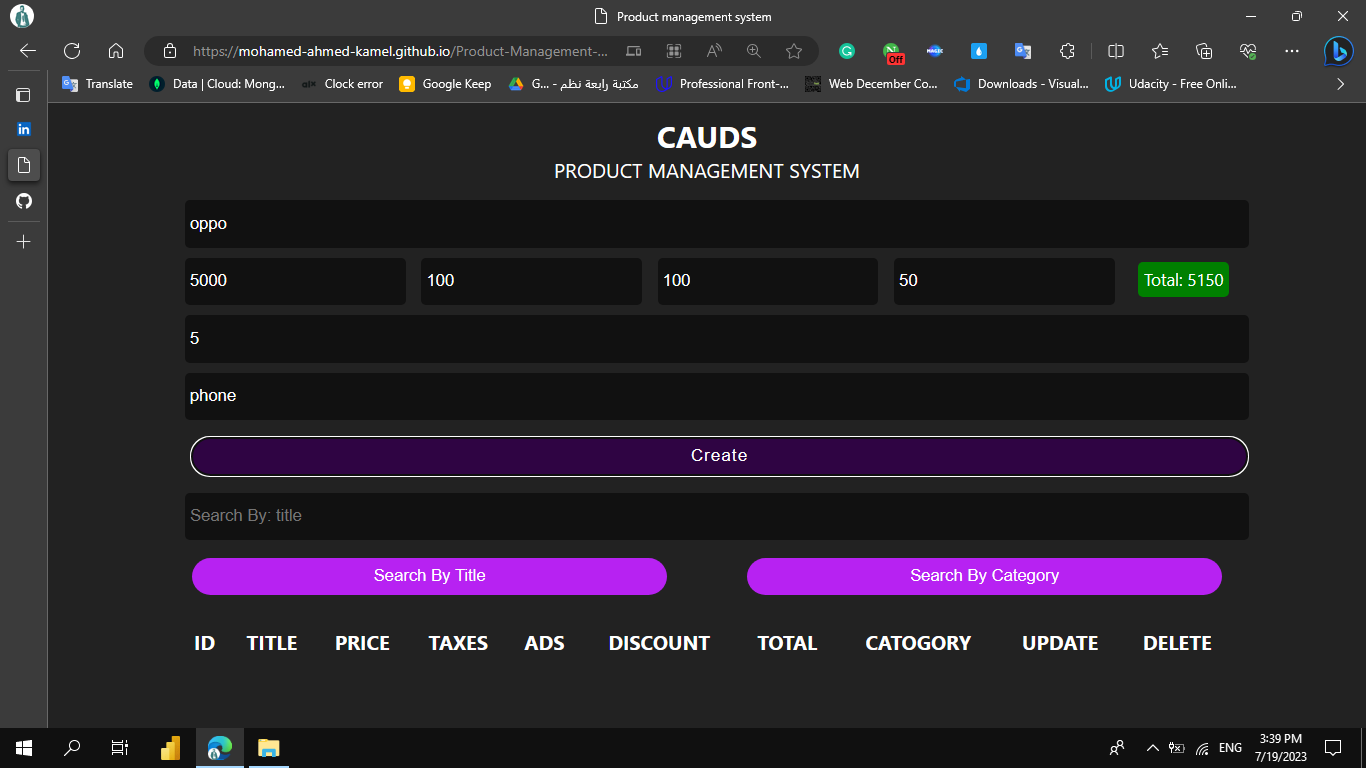 Product management system
https://mohamed-ahmed-kamel.github.io/Product-Management-...
Off
Translate
Data | Cloud: Mong...
Clock error
Google Keep
G... - مكتبة رابعة نظم
Professional Front-...
Web December Co...
Downloads - Visual...
Udacity - Free Onli...
CAUDS
PRODUCT MANAGEMENT SYSTEM
oppo
5000 100 100 50 Total: 5150
5
phone
Create
Search By: title
Search By Title Search By Category
ID TITLE PRICE TAXES ADS DISCOUNT TOTAL CATOGORY UPDATE DELETE
ENG
3:39 PM
7/19/2023